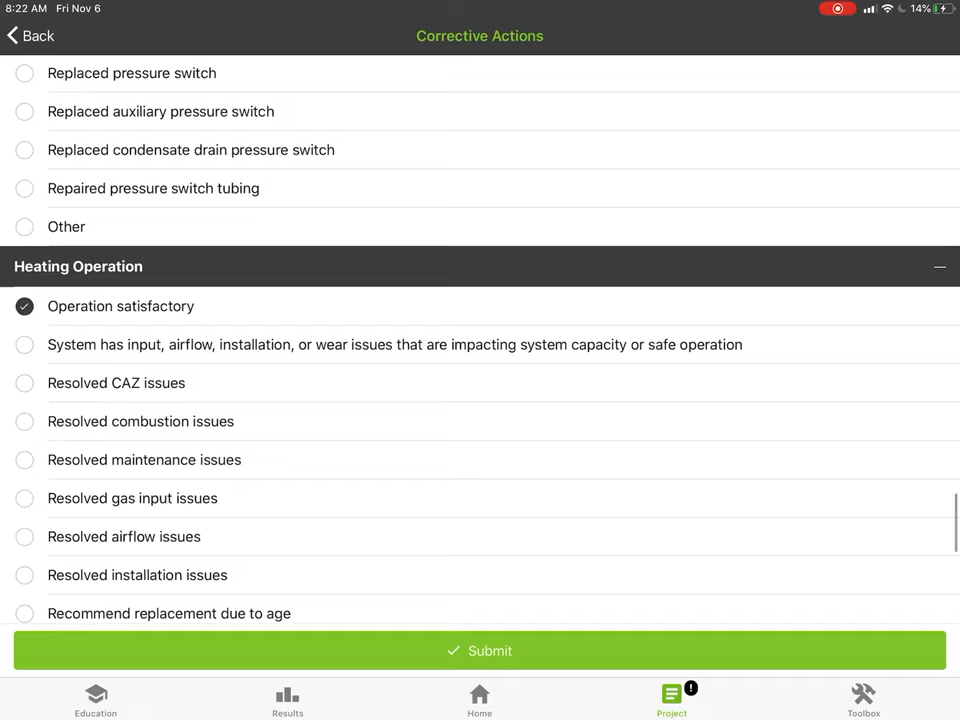 8:22 AM Fri Nov 6 14%
Back Corrective Actions
Replaced pressure switch
Replaced auxiliary pressure switch
Replaced condensate drain pressure switch
Repaired pressure switch tubing
Other
Heating Operation
Operation satisfactory
System has input, airflow, installation, or wear issues that are impacting system capacity or safe operation
Resolved CAZ issues
Resolved combustion issues
Resolved maintenance issues
Resolved gas input issues
Resolved airflow issues
Resolved installation issues
Recommend replacement due to age
Submit
Education Results Home Project Toolbox